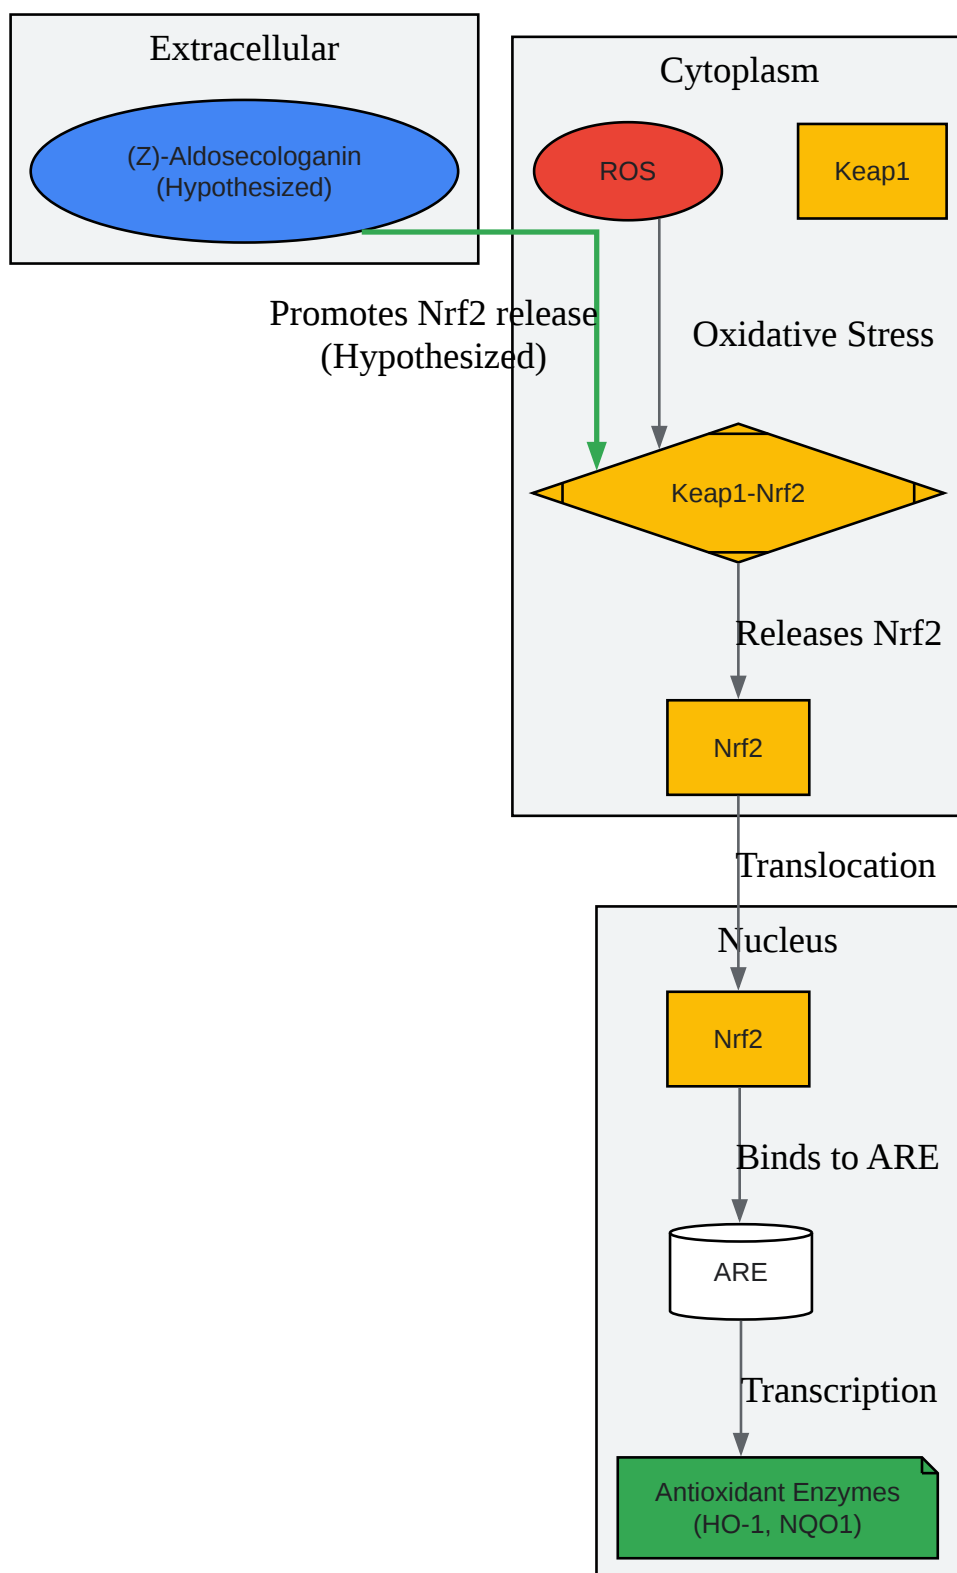 Extracellular
(Z)-Aldosecologanin
(Hypothesized)
Cytoplasm
ROS
Keap1
Promotes Nrf2 release
(Hypothesized)
Oxidative Stress
Keap1-Nrf2
Releases Nrf2
Nrf2
Translocation
Nucleus
Nrf2
Binds to ARE
ARE
Transcription
Antioxidant Enzymes
(HO-1, NQO1)